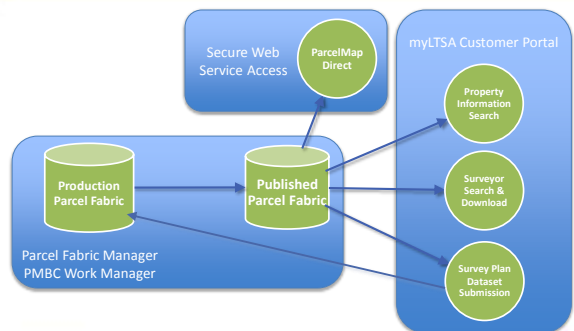 Secure Web
Service Access
ParcelMap
Direct
myLTSA Customer Portal
Property
Information
Search
Production
Parcel Fabric
Published
Parcel Fabric
Surveyor
Search &
Download
Survey Plan
Dataset
Submission
Parcel Fabric Manager
PMBC Work Manager